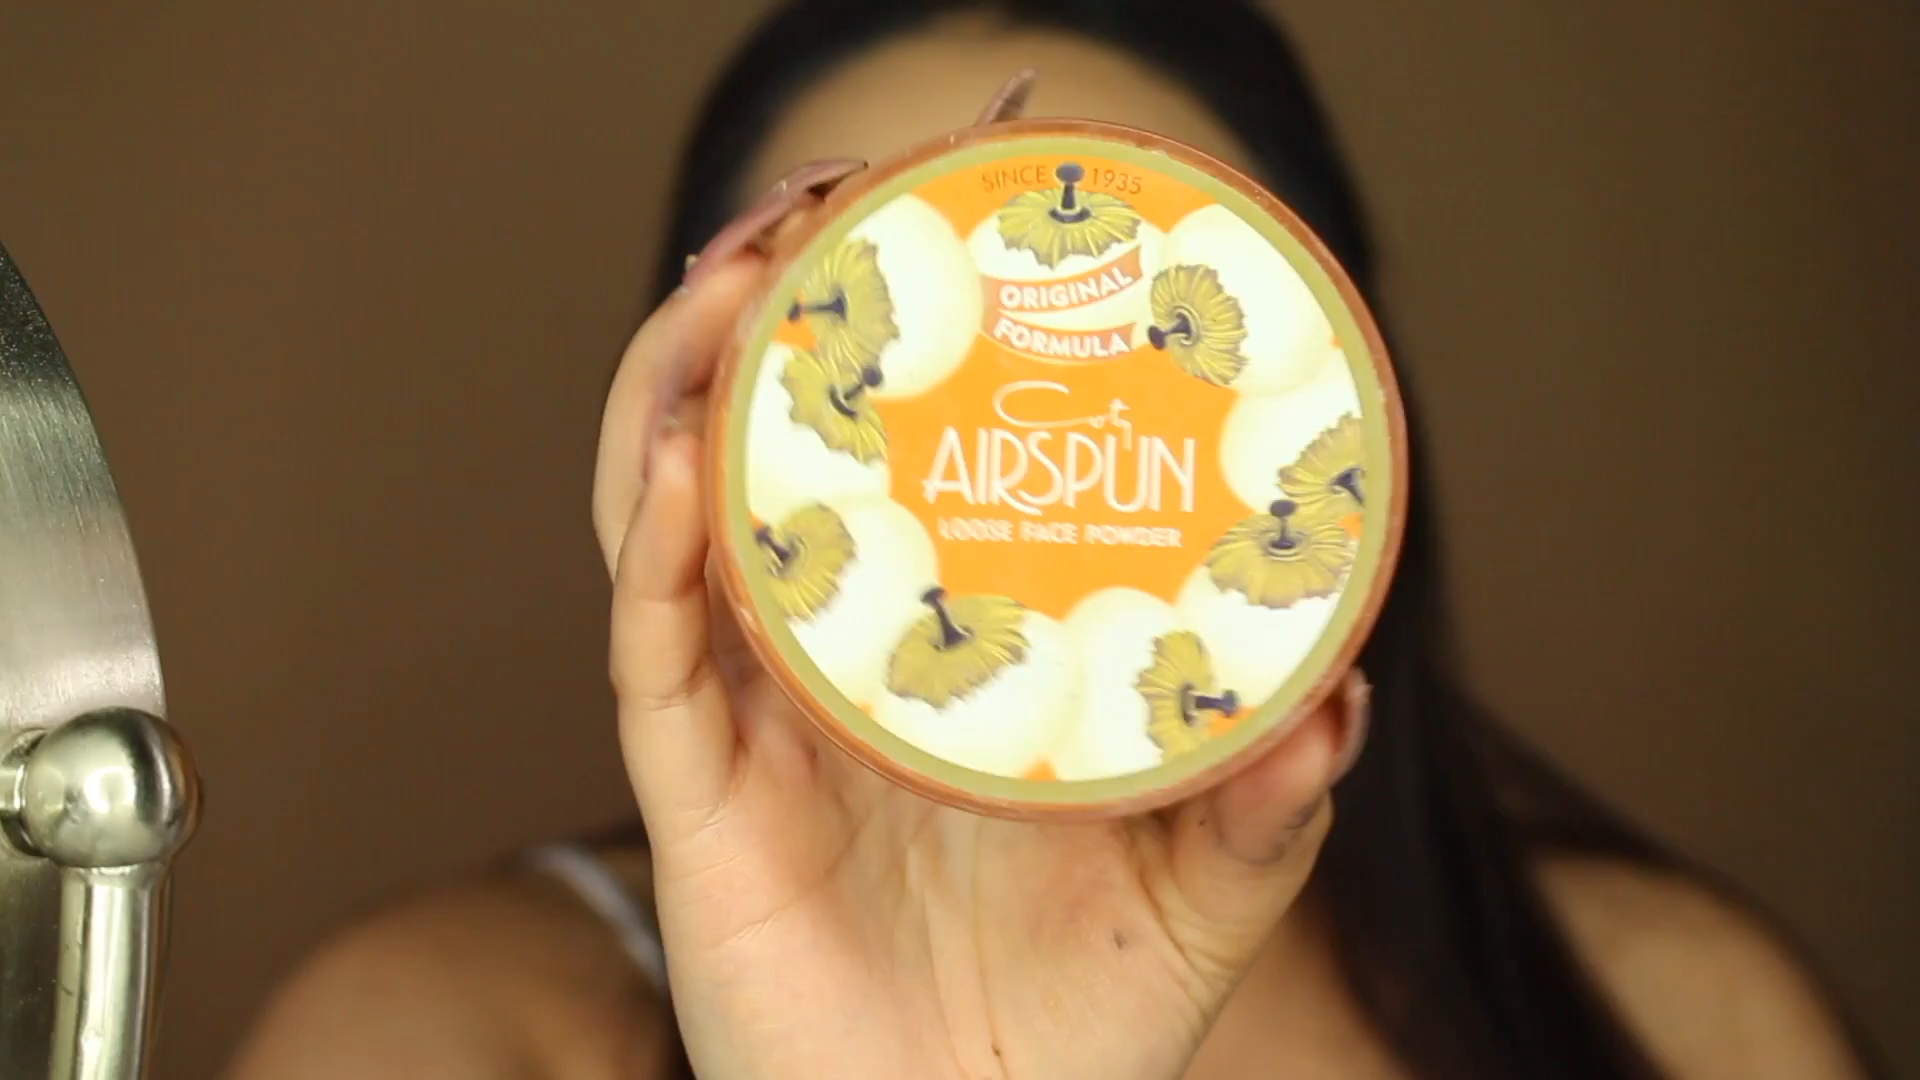 SINCE 1935
ORIGINAL
FORMULA
Coty
AIRSPUN
LOOSE FACE POWDER